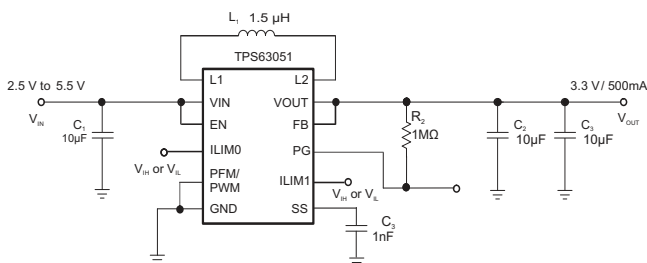 L1 1.5 µH
TPS63051
L1 L2
2.5 V to 5.5 V
3.3 V/ 500mA
VIN VOUT
VIN
VOUT
C1
10µF
EN FB
R2
1MΩ
C2
10µF
C3
10µF
ILIM0 PG
VIH or VIL
PFM/
PWM
ILIM1
VIH or VIL
GND SS
C3
1nF